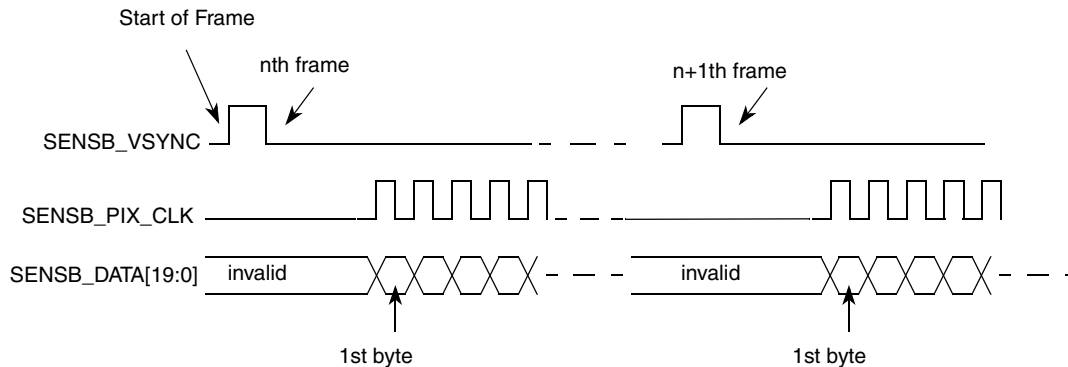 Start of Frame
nth frame
n+1th frame
SENSB_VSYNC
SENSB_PIX_CLK
SENSB_DATA[19:0]
invalid
invalid
1st byte
1st byte